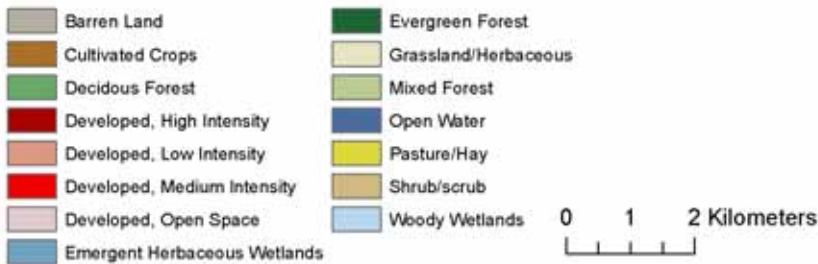 Barren Land
Cultivated Crops
Decidous Forest
Developed, High Intensity
Developed, Low Intensity
Developed, Medium Intensity
Developed, Open Space
Emergent Herbaceous Wetlands
Evergreen Forest
Grassland/Herbaceous
Mixed Forest
Open Water
Pasture/Hay
Shrub/scrub
Woody Wetlands
0 1 2 Kilometers